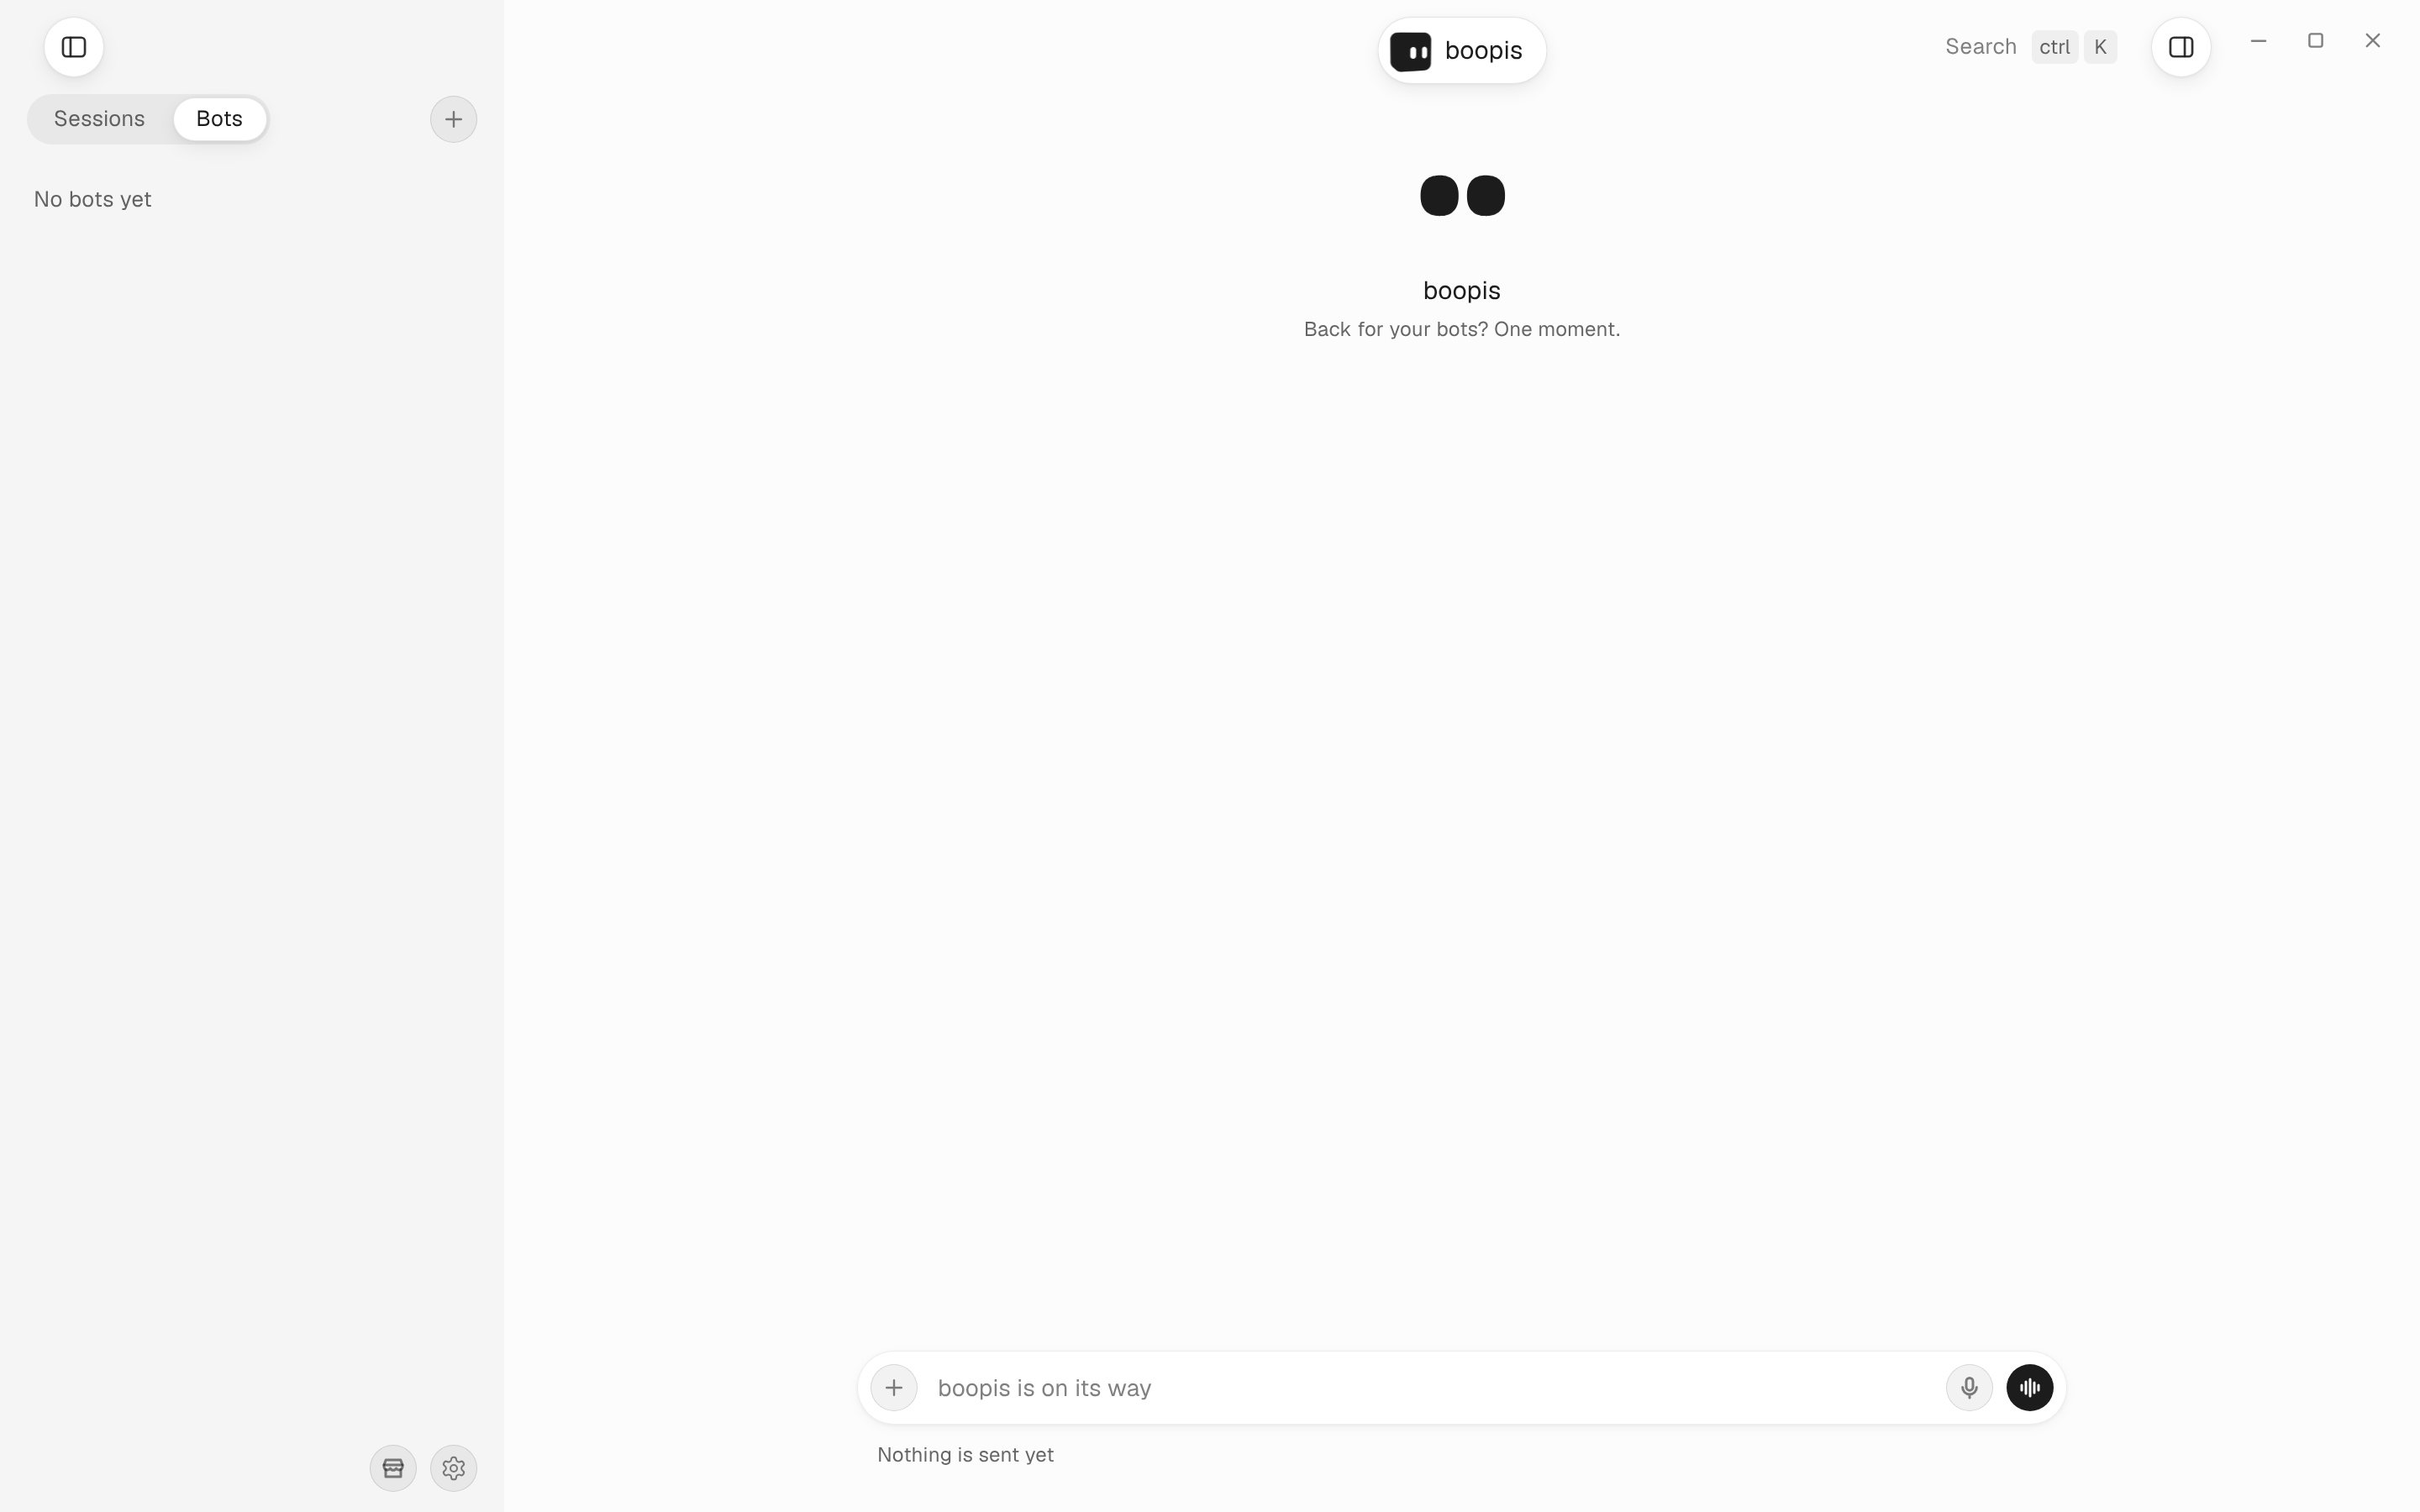 boopis
Search ctrl K
Sessions Bots
No bots yet
boopis
Back for your bots? One moment.
boopis is on its way
Nothing is sent yet